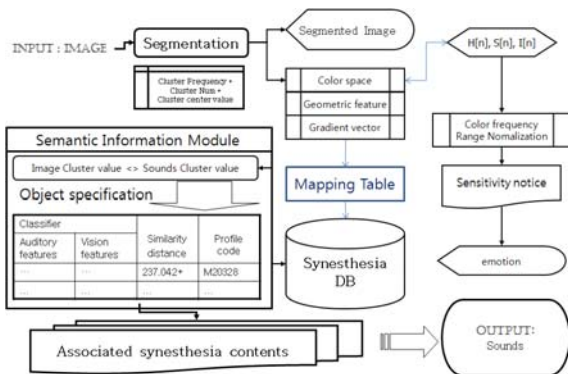 INPUT : IMAGE
Segmentation
Segmented Image
H[n], S[n], I[n]
Cluster Frequency +
Cluster Num +
Cluster center value
Color space
Geometric feature
Gradient vector
Color frequency
Range Nomalization
Semantic Information Module
Image Cluster value <> Sounds Cluster value
Object specification
Mapping Table
Sensitivity notice
Classifier
Auditory features
Vision features
Similarity distance
Profile code
... ... 237.042+ M20328
... ... ... ...
Synesthesia
DB
emotion
Associated synesthesia contents
OUTPUT:
Sounds